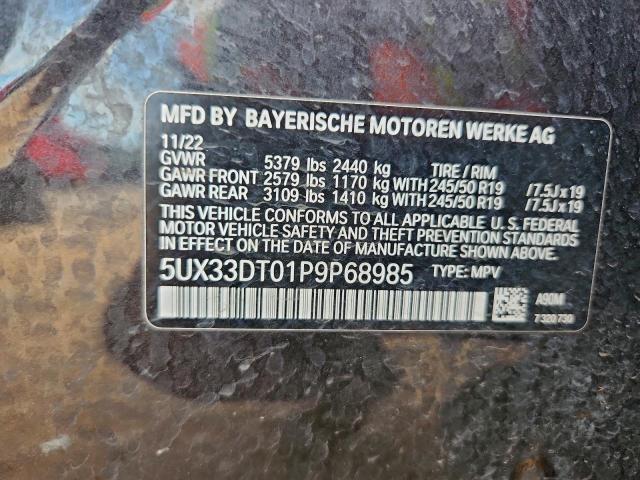 MFD BY BAYERISCHE MOTOREN WERKE AG
11/22
GVWR 5379 lbs 2440 kg TIRE / RIM
GAWR FRONT 2579 lbs 1170 kg WITH 245/50 R19 /7.5J x 19
GAWR REAR 3109 lbs 1410 kg WITH 245/50 R19 /7.5J x 19
THIS VEHICLE CONFORMS TO ALL APPLICABLE U. S. FEDERAL
MOTOR VEHICLE SAFETY AND THEFT PREVENTION STANDARDS
IN EFFECT ON THE DATE OF MANUFACTURE SHOWN ABOVE.
5UX33DT01P9P68985 TYPE: MPV
A90M
7320730